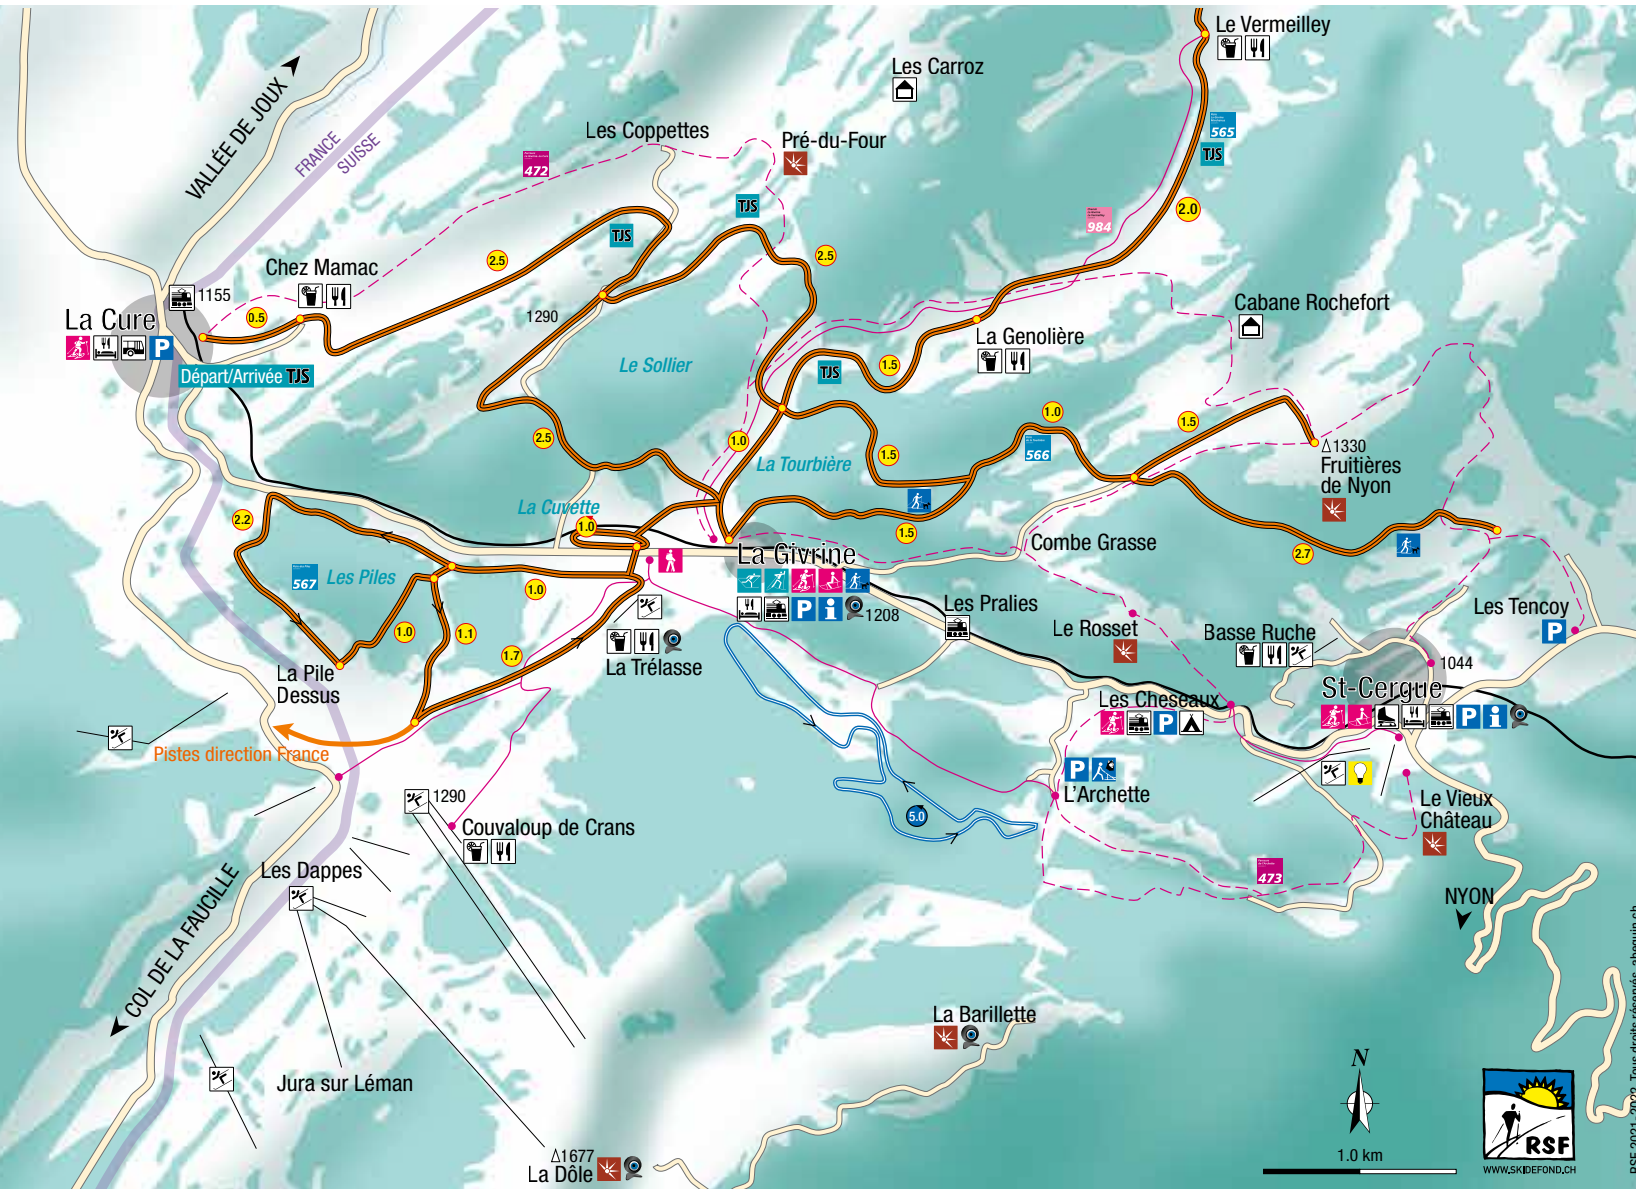 Le Vermeilley
Les Carroz
VALLÉE DE JOUX
FRANCE
SUISSE
Les Coppettes
Pré-du-Four
565
TJS
472
TJS
TJS
984
2.0
2.5
2.5
Chez Mamac
1155
La Cure
P
0.5
Départ/Arrivée TJS
1290
Le Sollier
Cabane Rochefort
La Genolière
TJS
1.5
1.0
1.5
2.5
1.0
La Tourbière
1.5
566
∆1330
Fruitières
de Nyon
La Cuvette
1.0
2.2
1.5
2.7
Combe Grasse
La Givrine
P i 1208
567
Les Piles
1.0
1.0
1.1
1.7
La Trélasse
La Pile
Dessus
Les Pralies
Le Rosset
Basse Ruche
Les Tencoy
P
1044
St-Cergue
P i
Les Cheseaux
P
Pistes direction France
P
L'Archette
5.0
1290
Couvaloup de Crans
Le Vieux
Château
473
Les Dappes
NYON
COL DE LA FAUCILLE
La Barillette
Jura sur Léman
N
1.0 km
∆1677
La Dôle
RSF
WWW.SKIDEFOND.CH